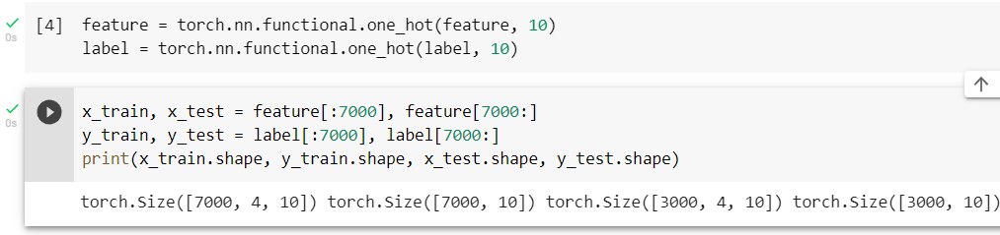 [4] feature = torch.nn.functional.one_hot(feature, 10)
0s
label = torch.nn.functional.one_hot(label, 10)
x_train, x_test = feature[:7000], feature[7000:]
0s
y_train, y_test = label[:7000], label[7000:]
print(x_train.shape, y_train.shape, x_test.shape, y_test.shape)
torch.Size([7000, 4, 10]) torch.Size([7000, 10]) torch.Size([3000, 4, 10]) torch.Size([3000, 10])